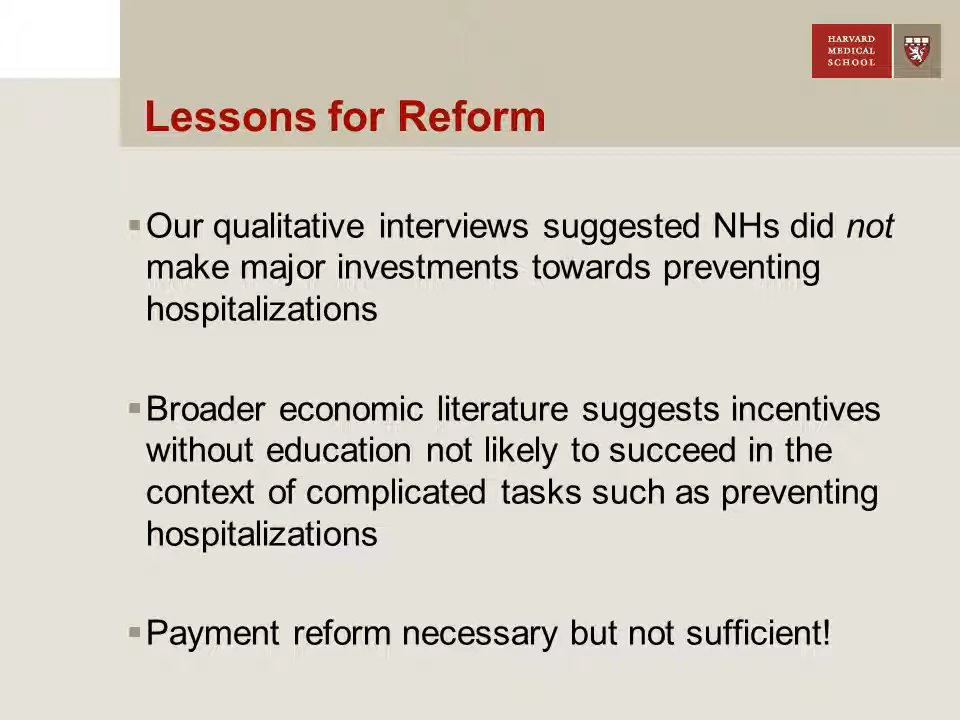 HARVARD
MEDICAL
SCHOOL
Lessons for Reform
Our qualitative interviews suggested NHs did not
make major investments towards preventing
hospitalizations
Broader economic literature suggests incentives
without education not likely to succeed in the
context of complicated tasks such as preventing
hospitalizations
Payment reform necessary but not sufficient!